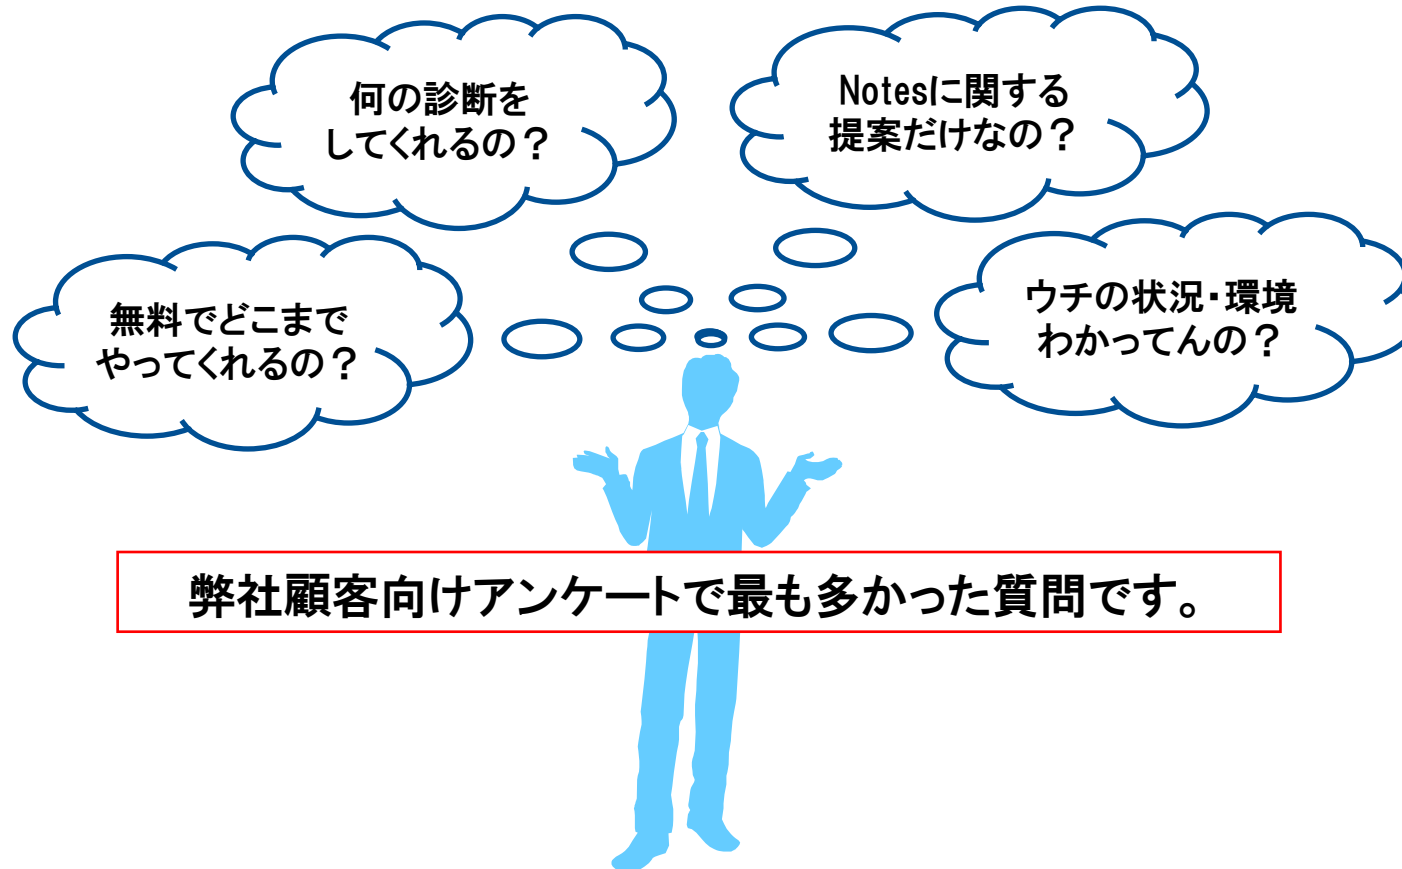 何の診断を
してくれるの？
Notesに関する
提案だけなの？
無料でどこまで
やってくれるの？
ウチの状況・環境
わかってんの？
弊社顧客向けアンケートで最も多かった質問です。